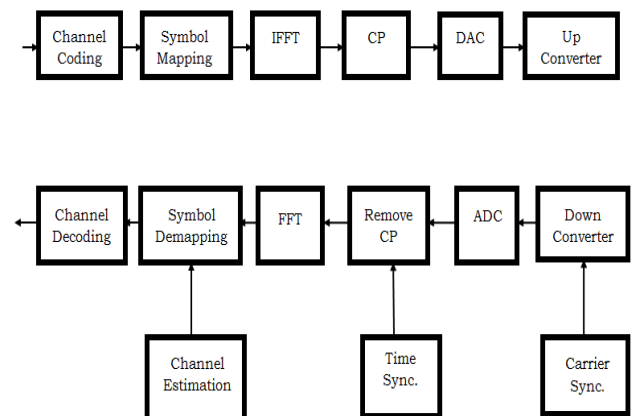 Channel
Coding
Symbol
Mapping
IFFT
CP
DAC
Up
Converter
Channel
Decoding
Symbol
Demapping
FFT
Remove
CP
ADC
Down
Converter
Channel
Estimation
Time
Sync.
Carrier
Sync.